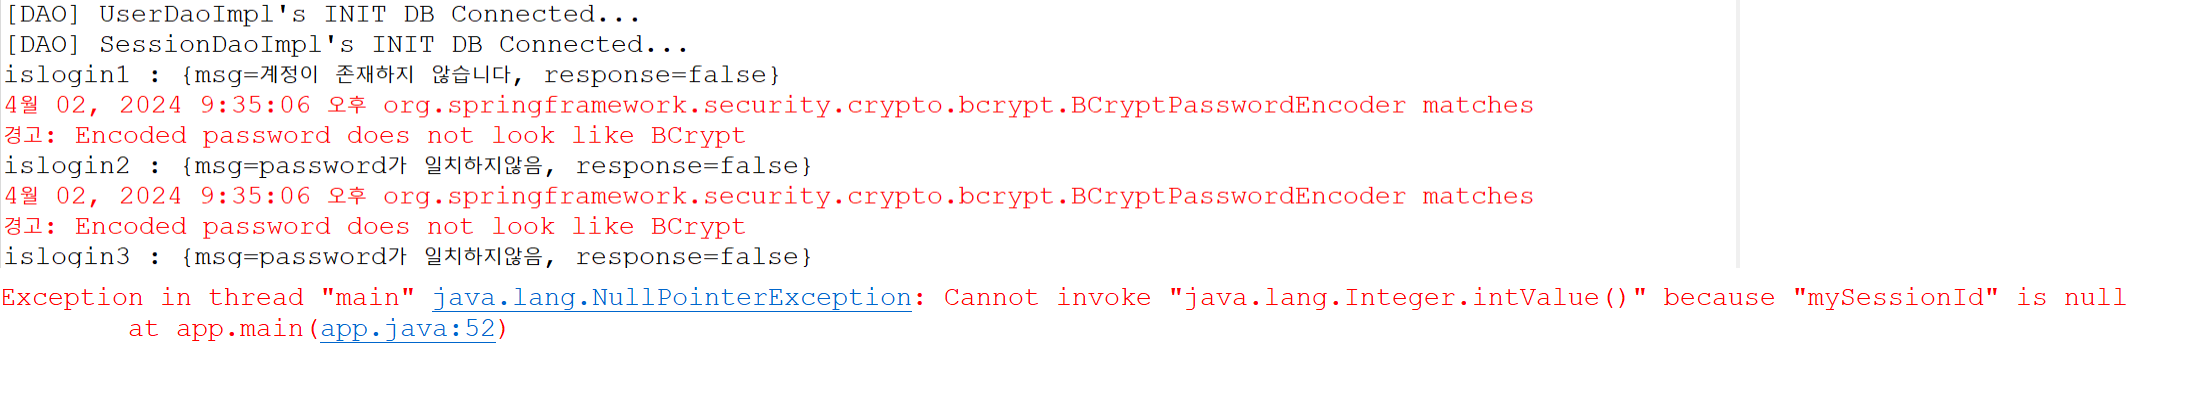 [DAO] UserDaoImpl's INIT DB Connected...
[DAO] SessionDaoImpl's INIT DB Connected...
islogin1 : {msg=계정이 존재하지 않습니다, response=false}
4월 02, 2024 9:35:06 오후 org.springframework.security.crypto.bcrypt.BCryptPasswordEncoder matches
경고: Encoded password does not look like BCrypt
islogin2 : {msg=password가 일치하지않음, response=false}
4월 02, 2024 9:35:06 오후 org.springframework.security.crypto.bcrypt.BCryptPasswordEncoder matches
경고: Encoded password does not look like BCrypt
islogin3 : {msg=password가 일치하지않음, response=false}
Exception in thread "main" java.lang.NullPointerException: Cannot invoke "java.lang.Integer.intValue()" because "mySessionId" is null
at app.main(app.java:52)